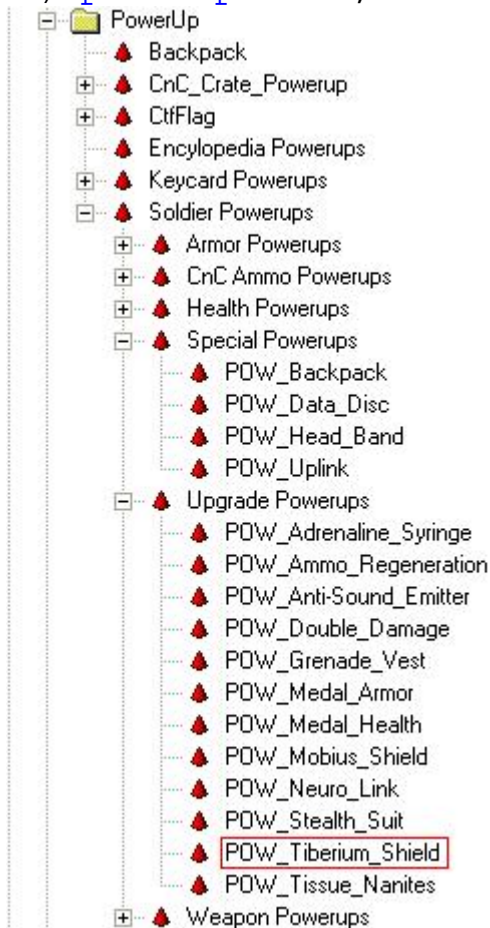 PowerUp
Backpack
CnC_Crate_Powerup
CtfFlag
Encylopedia Powerups
Keycard Powerups
Soldier Powerups
Armor Powerups
CnC Ammo Powerups
Health Powerups
Special Powerups
POW_Backpack
POW_Data_Disc
POW_Head_Band
POW_Uplink
Upgrade Powerups
POW_Adrenaline_Syringe
POW_Ammo_Regeneration
POW_Anti-Sound_Emitter
POW_Double_Damage
POW_Grenade_Vest
POW_Medal_Armor
POW_Medal_Health
POW_Mobius_Shield
POW_Neuro_Link
POW_Stealth_Suit
POW_Tiberium_Shield
POW_Tissue_Nanites
Weapon Powerups